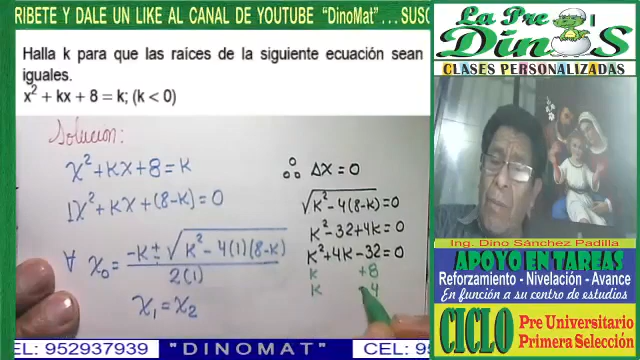 RIBETE Y DALE UN LIKE AL CANAL DE YOUTUBE "DinoMat"... SUSC
Halla k para que las raíces de la siguiente ecuación sean
iguales.
x² + kx + 8 = k; (k < 0)
Solución:
x² + kx + 8 = k
1x² + kx + (8-k) = 0
∀ x₀ = (-k ± √(k² - 4(1)(8-k))) / 2(1)
x₁ = x₂
∴ Δx = 0
√(k² - 4(8-k)) = 0
k² - 32 + 4k = 0
k² + 4k - 32 = 0
k +8
k 4
La Pre
DinoS
CLASES PERSONALIZADAS
Ing. Dino Sánchez Padilla
APOYO EN TAREAS
Reforzamiento - Nivelación - Avance
En función a su centro de estudios
CICLO Pre Universitario
Primera Selección
EL: 952937939 "DINOMAT" CEL: 95